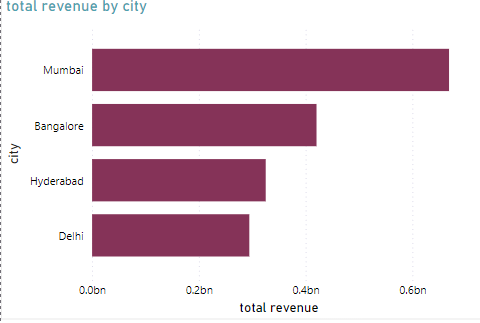 total revenue by city
city
Mumbai
Bangalore
Hyderabad
Delhi
0.0bn 0.2bn 0.4bn 0.6bn
total revenue